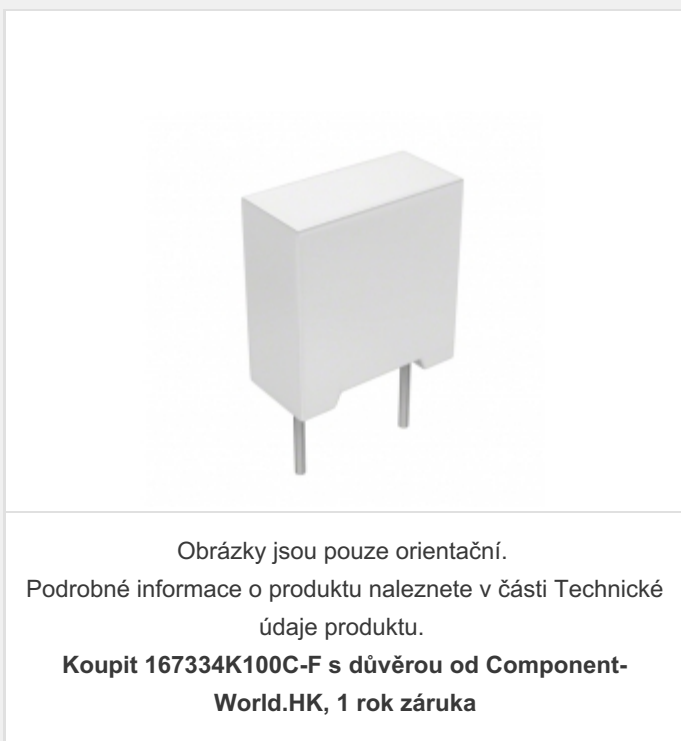 Obrázky jsou pouze orientační.
Podrobné informace o produktu naleznete v části Technické
údaje produktu.
Koupit 167334K100C-F s důvěrou od Component-
World.HK, 1 rok záruka